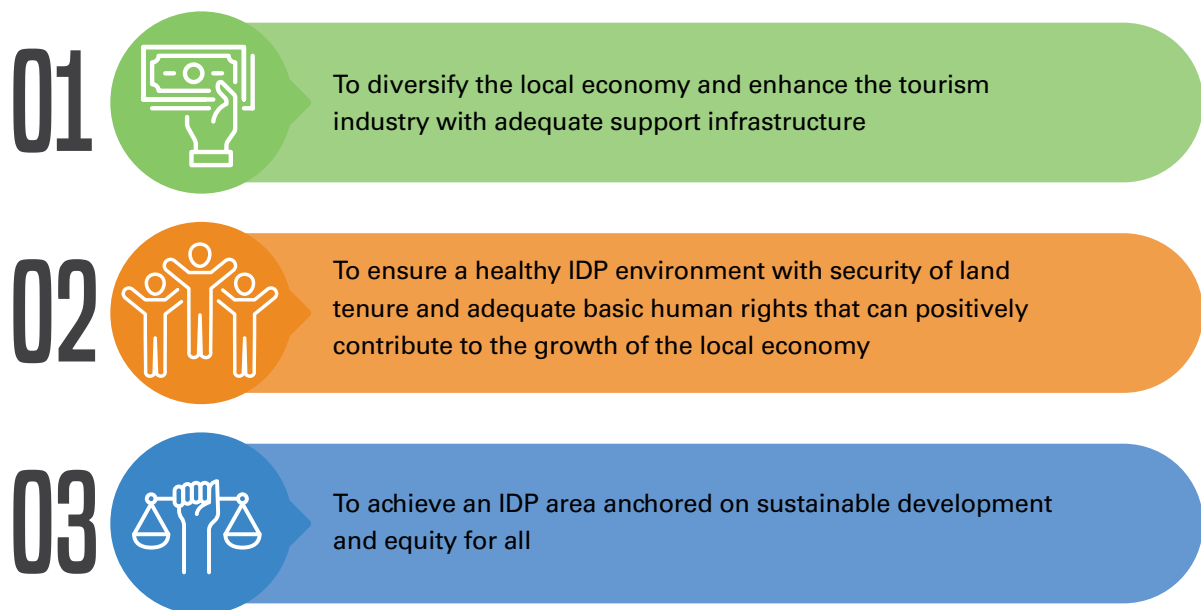 01
To diversify the local economy and enhance the tourism
industry with adequate support infrastructure
02
To ensure a healthy IDP environment with security of land
tenure and adequate basic human rights that can positively
contribute to the growth of the local economy
03
To achieve an IDP area anchored on sustainable development
and equity for all